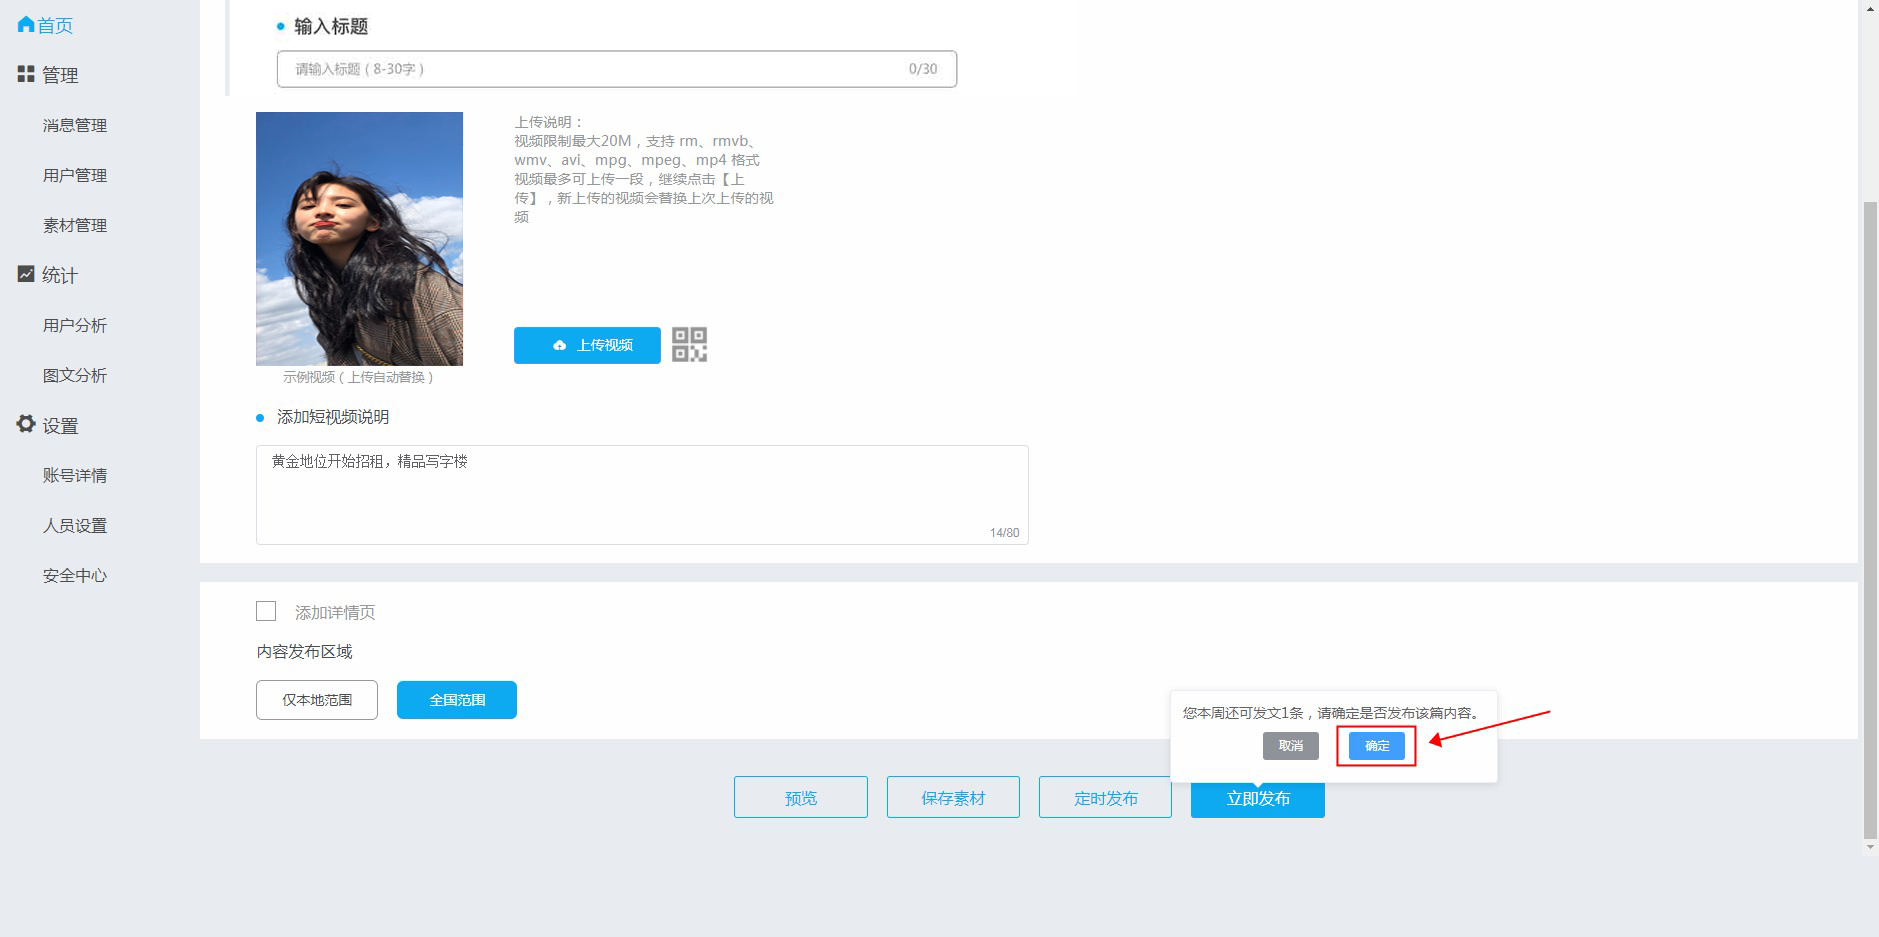 首页
管理
消息管理
用户管理
素材管理
统计
用户分析
图文分析
设置
账号详情
人员设置
安全中心
输入标题
请输入标题（8-30字） 0/30
上传说明：
视频限制最大20M，支持 rm、rmvb、
wmv、avi、mpg、mpeg、mp4 格式
视频最多可上传一段，继续点击【上
传】，新上传的视频会替换上次上传的视
频
上传视频
示例视频（上传自动替换）
添加短视频说明
黄金地位开始招租，精品写字楼
14/80
添加详情页
内容发布区域
仅本地范围 全国范围
您本周还可发文1条，请确定是否发布该篇内容。
取消 确定
预览 保存素材 定时发布 立即发布